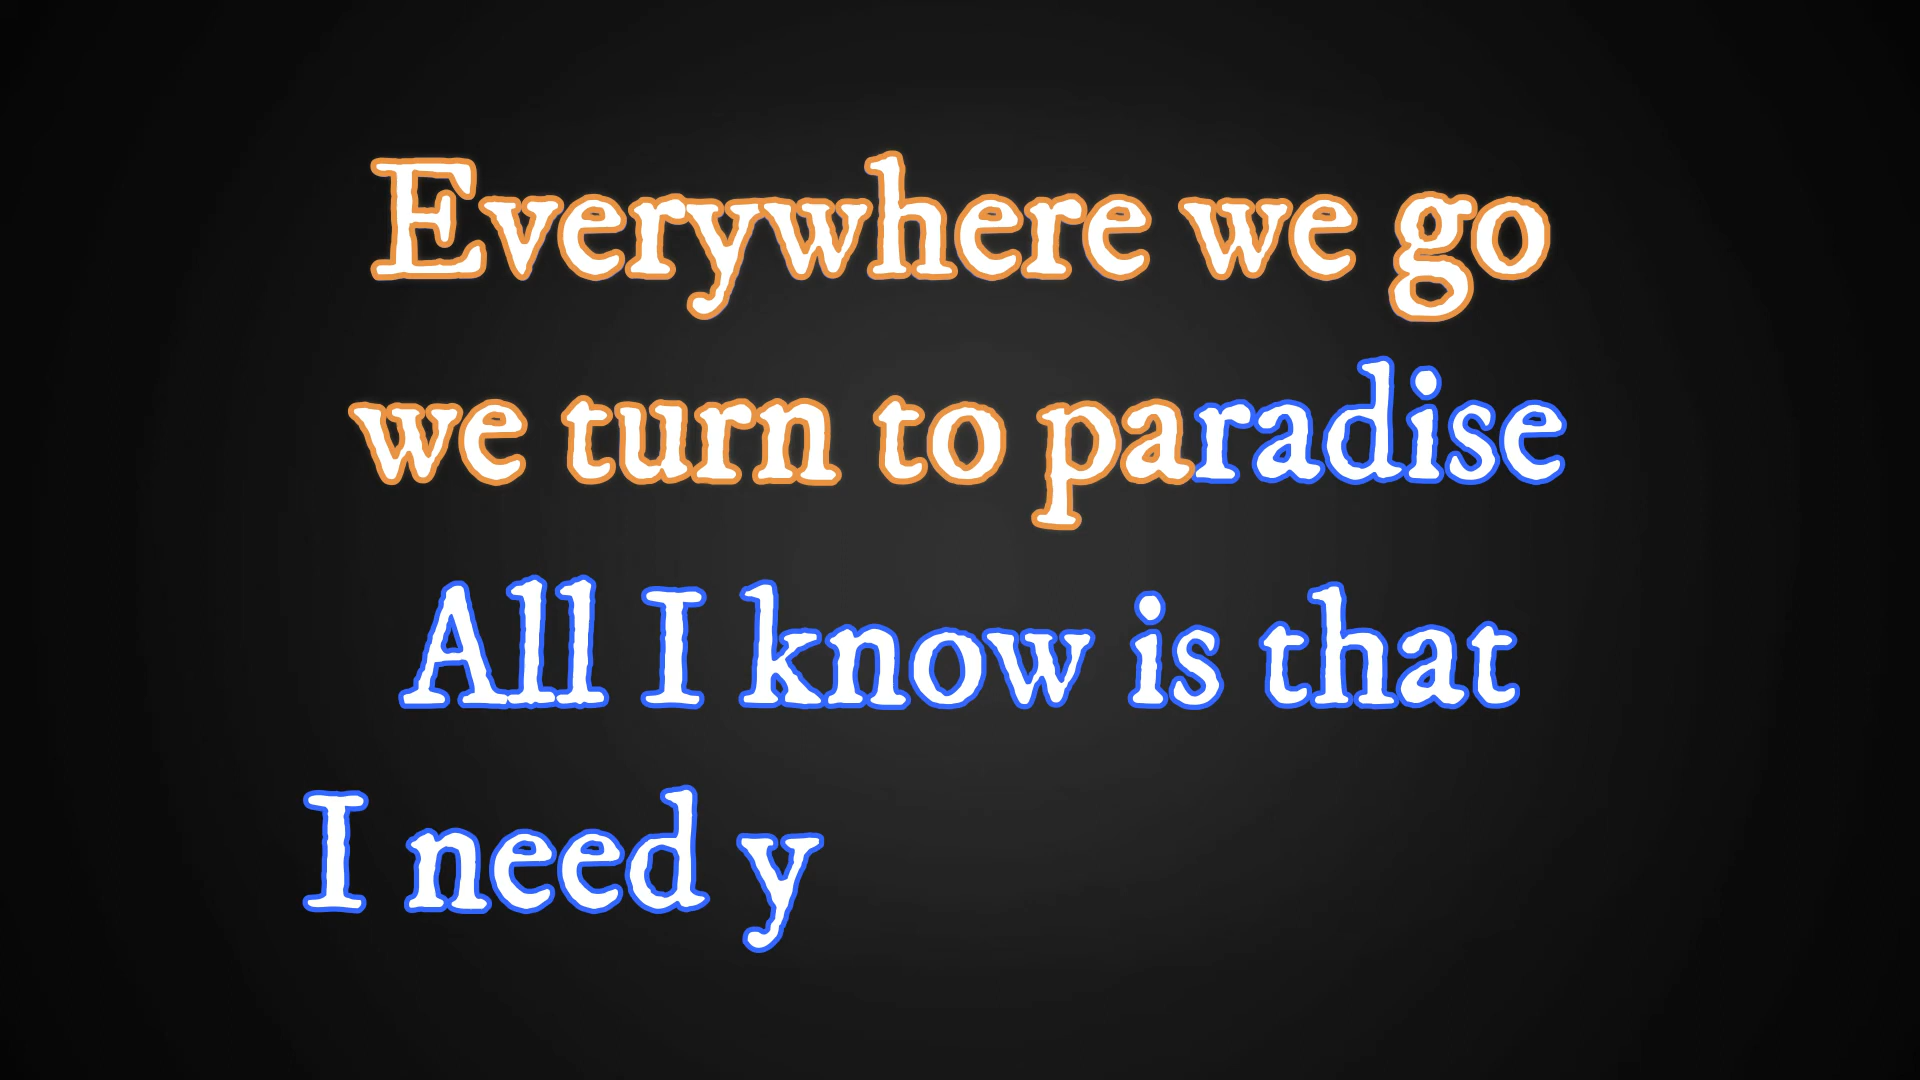 Everywhere we go
we turn to paradise
All I know is that
I need y